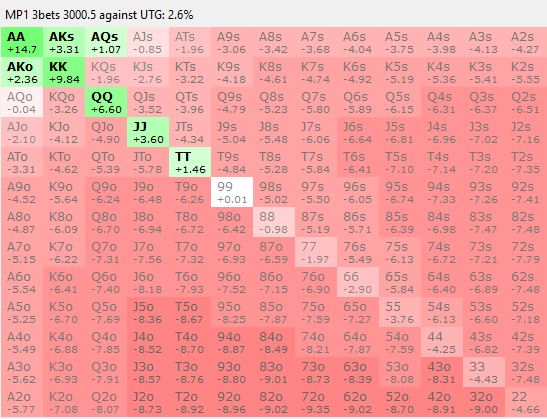 MP1 3bets 3000.5 against UTG: 2.6%
AA AKs AQs AJs ATs A9s A8s A7s A6s A5s A4s A3s A2s
+14.7 +3.31 +1.07 -0.85 -1.96 -3.06 -3.42 -3.68 -4.04 -3.75 -3.98 -4.13 -4.27
AKo KK KQs KJs KTs K9s K8s K7s K6s K5s K4s K3s K2s
+2.36 +9.84 -1.96 -2.76 -3.22 -4.18 -4.61 -4.74 -4.92 -5.19 -5.36 -5.41 -5.55
AQo KQo QQ QJs QTs Q9s Q8s Q7s Q6s Q5s Q4s Q3s Q2s
-0.04 -3.26 +6.60 -3.52 -3.96 -4.79 -5.23 -5.80 -5.89 -6.15 -6.31 -6.37 -6.51
AJo KJo QJo JJ JTs J9s J8s J7s J6s J5s J4s J3s J2s
-2.10 -4.12 -4.90 +3.60 -4.34 -5.04 -5.48 -6.06 -6.64 -6.81 -6.96 -7.02 -7.16
ATo KTo QTo JTo TT T9s T8s T7s T6s T5s T4s T3s T2s
-3.31 -4.62 -5.39 -5.78 +1.46 -4.84 -5.28 -5.84 -6.41 -7.10 -7.14 -7.20 -7.35
A9o K9o Q9o J9o T9o 99 98s 97s 96s 95s 94s 93s 92s
-4.52 -5.64 -6.24 -6.48 -6.26 +0.01 -5.02 -5.50 -6.05 -6.74 -7.33 -7.26 -7.41
A8o K8o Q8o J8o T8o 98o 88 87s 86s 85s 84s 83s 82s
-4.87 -6.09 -6.70 -6.94 -6.72 -6.42 -0.98 -5.19 -5.71 -6.39 -6.98 -7.47 -7.48
A7o K7o Q7o J7o T7o 97o 87o 77 76s 75s 74s 73s 72s
-5.15 -6.22 -7.31 -7.56 -7.32 -6.93 -6.59 -1.97 -5.49 -6.13 -6.72 -7.21 -7.79
A6o K6o Q6o J6o T6o 96o 86o 76o 66 65s 64s 63s 62s
-5.54 -6.41 -7.40 -8.18 -7.93 -7.52 -7.15 -6.90 -2.90 -5.84 -6.40 -6.89 -7.48
A5o K5o Q5o J5o T5o 95o 85o 75o 65o 55 54s 53s 52s
-5.25 -6.70 -7.69 -8.36 -8.67 -8.25 -7.87 -7.59 -7.27 -3.76 -6.13 -6.60 -7.18
A4o K4o Q4o J4o T4o 94o 84o 74o 64o 54o 44 43s 42s
-5.49 -6.88 -7.85 -8.52 -8.70 -8.87 -8.49 -8.21 -7.87 -7.59 -4.25 -6.82 -7.39
A3o K3o Q3o J3o T3o 93o 83o 73o 63o 53o 43o 33 32s
-5.62 -6.93 -7.91 -8.57 -8.76 -8.80 -9.01 -8.73 -8.39 -8.08 -8.31 -4.43 -7.48
A2o K2o Q2o J2o T2o 92o 82o 72o 62o 52o 42o 32o 22
-5.77 -7.08 -8.07 -8.73 -8.92 -8.96 -9.02 -9.35 -9.02 -8.70 -8.91 -9.00 -4.66